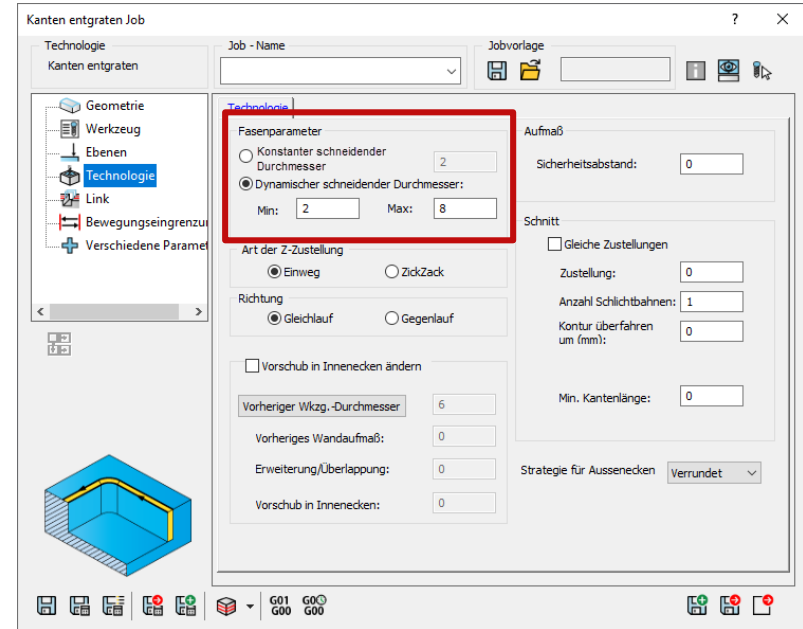 Kanten entgraten Job
?
Technologie
Kanten entgraten
Job - Name
Jobvorlage
Geometrie
Werkzeug
Ebenen
Technologie
Link
Bewegungseingrenzu
Verschiedene Paramet
Technologie
Fasenparameter
Konstanter schneidender
Durchmesser
2
Dynamischer schneidender Durchmesser:
Min: 2 Max: 8
Art der Z-Zustellung
Einweg ZickZack
Richtung
Gleichlauf Gegenlauf
Vorschub in Innenecken ändern
Vorheriger Wkzg.-Durchmesser 6
Vorheriges Wandaufmaß: 0
Erweiterung/Überlappung: 0
Vorschub in Innenecken: 0
Aufmaß
Sicherheitsabstand: 0
Schnitt
Gleiche Zustellungen
Zustellung: 0
Anzahl Schlichtbahnen: 1
Kontur überfahren
um (mm): 0
Min. Kantenlänge: 0
Strategie für Aussenecken Verrundet
G01 G00
G00 G00